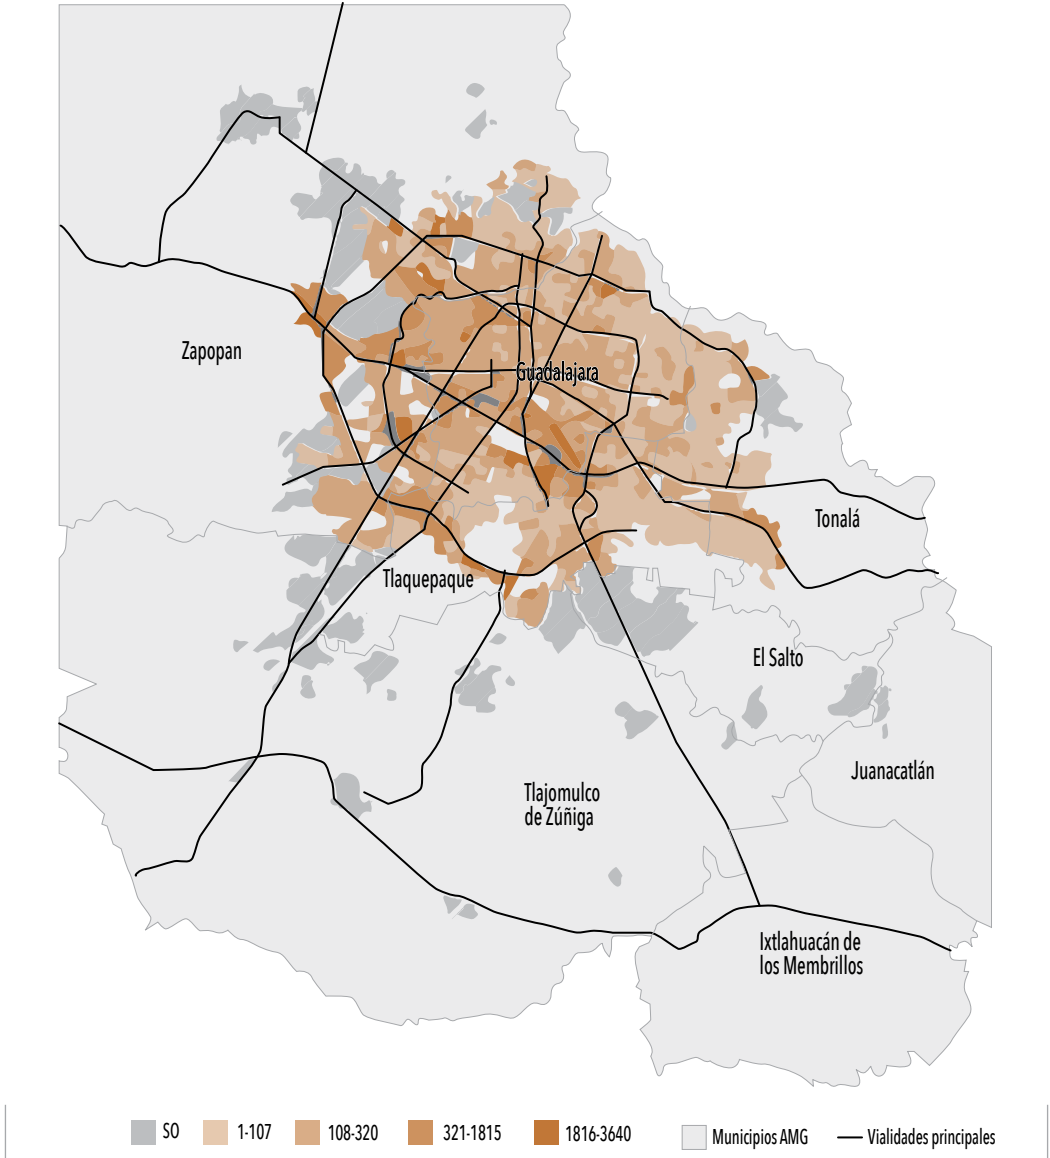 Zapopan
Guadalajara
Tonalá
Tlaquepaque
El Salto
Juanacatlán
Tlajomulco
de Zúñiga
Ixtlahuacán de
los Membrillos
SO
1-107
108-320
321-1815
1816-3640
Municipios AMG
Vialidades principales